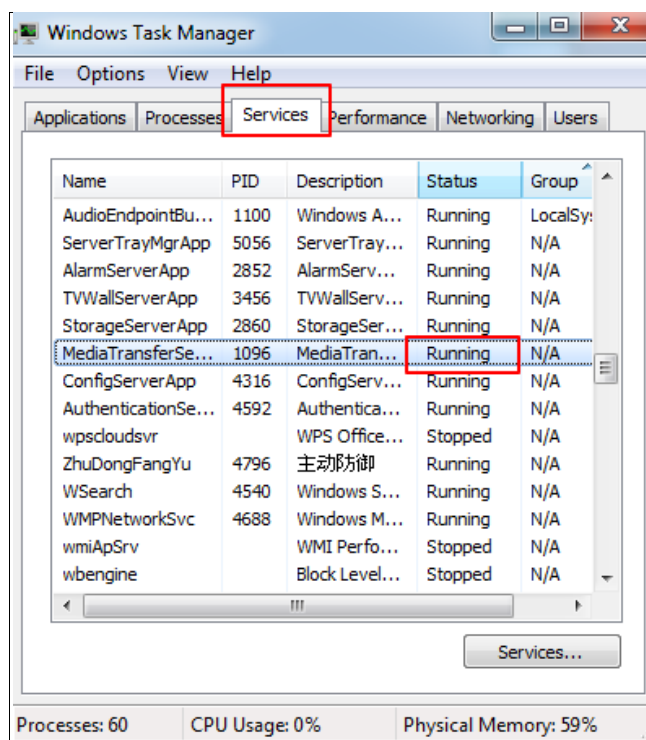 Windows Task Manager
File Options View Help
Applications Processes Services Performance Networking Users
Name PID Description Status Group
AudioEndpointBu... 1100 Windows A... Running LocalSy
ServerTrayMgrApp 5056 ServerTray... Running N/A
AlarmServerApp 2852 AlarmServ... Running N/A
TVWallServerApp 3456 TVWallServ... Running N/A
StorageServerApp 2860 StorageSer... Running N/A
MediaTransferSe... 1096 MediaTran... Running N/A
ConfigServerApp 4316 ConfigServ... Running N/A
AuthenticationSe... 4592 Authentica... Running N/A
wpscloudsvr WPS Office... Stopped N/A
ZhuDongFangYu 4796 主动防御 Running N/A
WSearch 4540 Windows S... Running N/A
WMPNetworkSvc 4688 Windows M... Running N/A
wmiApSrv WMI Perfo... Stopped N/A
wbengine Block Level... Stopped N/A
Services...
Processes: 60 CPU Usage: 0% Physical Memory: 59%